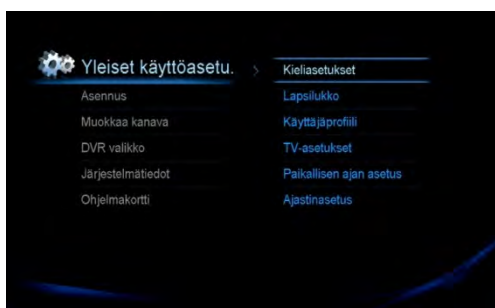 Yleiset käyttöasetu.
Asennus
Muokkaa kanava
DVR valikko
Järjestelmätiedot
Ohjelmakortti
Kieliasetukset
Lapsilukko
Käyttäjäprofiili
TV-asetukset
Paikallisen ajan asetus
Ajastinasetus